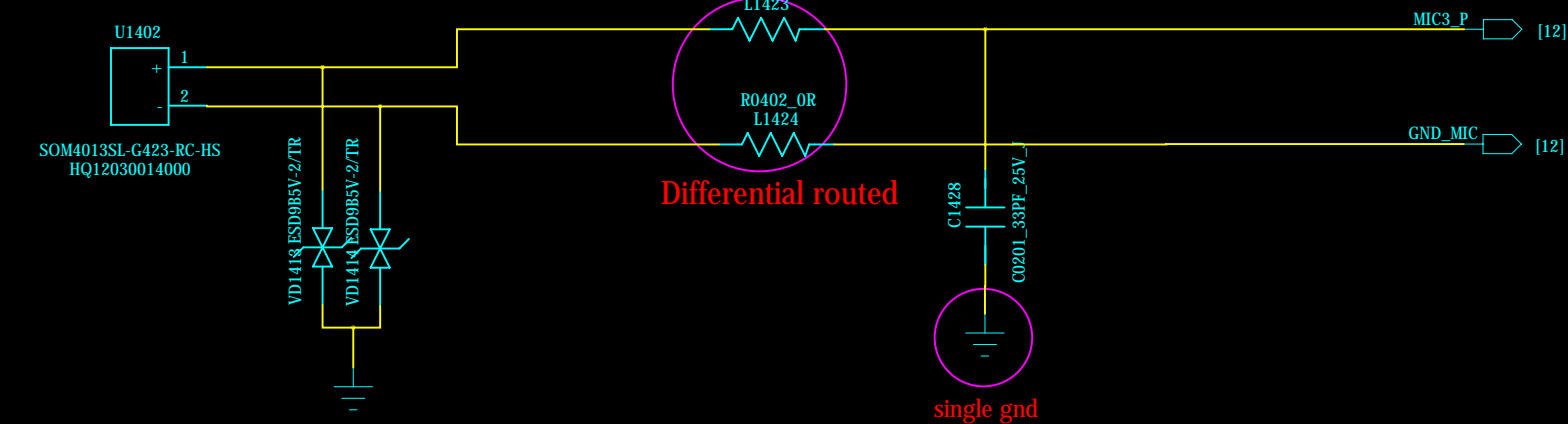 U1402
+
1
-
2
SOM4013SL-G423-RC-HS
HQ12030014000
VD1413 ESD9B5V-2/TR
VD1414 ESD9B5V-2/TR
L1423
R0402_0R
L1424
Differential routed
C1428
C0201_33PF_25V_J
single gnd
MIC3_P
[12]
GND_MIC
[12]